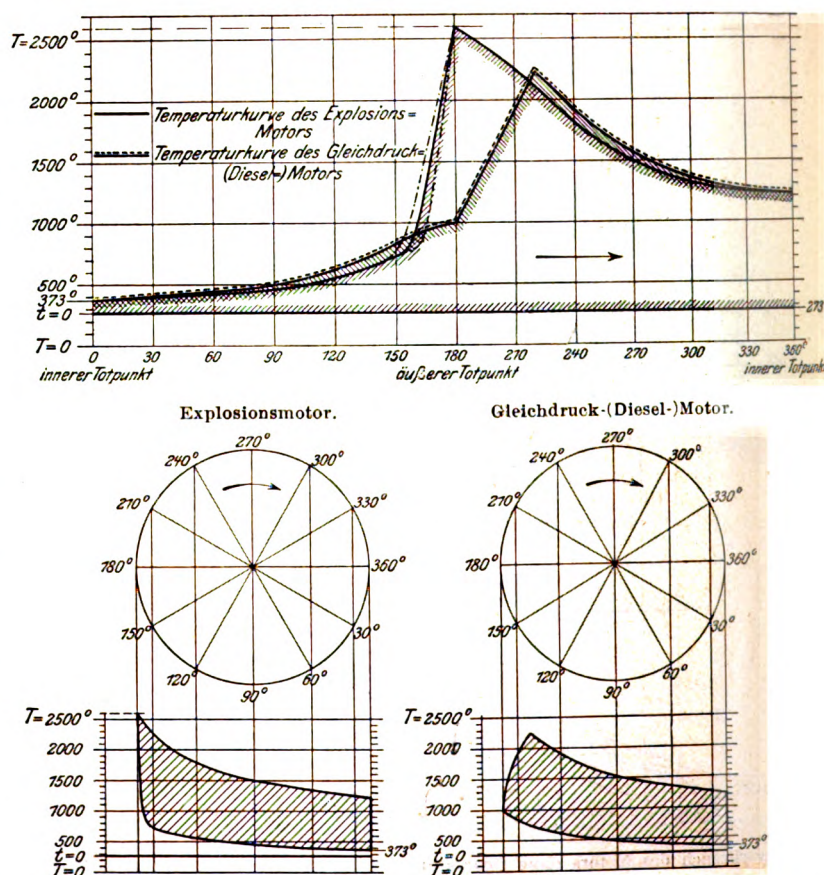 T=2500°
2000°
1500°
1000°
500°
373°
t=0
T=0
Temperaturkurve des Explosions=
Motors
Temperaturkurve des Gleichdruck=
(Diesel=) Motors
273
0 30 60 90 120 150 180 210 240 270 300 330 360°
innerer Totpunkt äußerer Totpunkt innerer Totpunkt
Explosionsmotor.
270°
240° 300°
210° 330°
180° 360°
150° 30°
120° 60°
90°
T=2500°
2000
1500
1000
500
373°
t=0
T=0
Gleichdruck-(Diesel-)Motor.
270°
240° 300°
210° 330°
180° 360°
150° 30°
120° 60°
90°
T=2500°
2000
1500
1000
500
373°
t=0
T=0